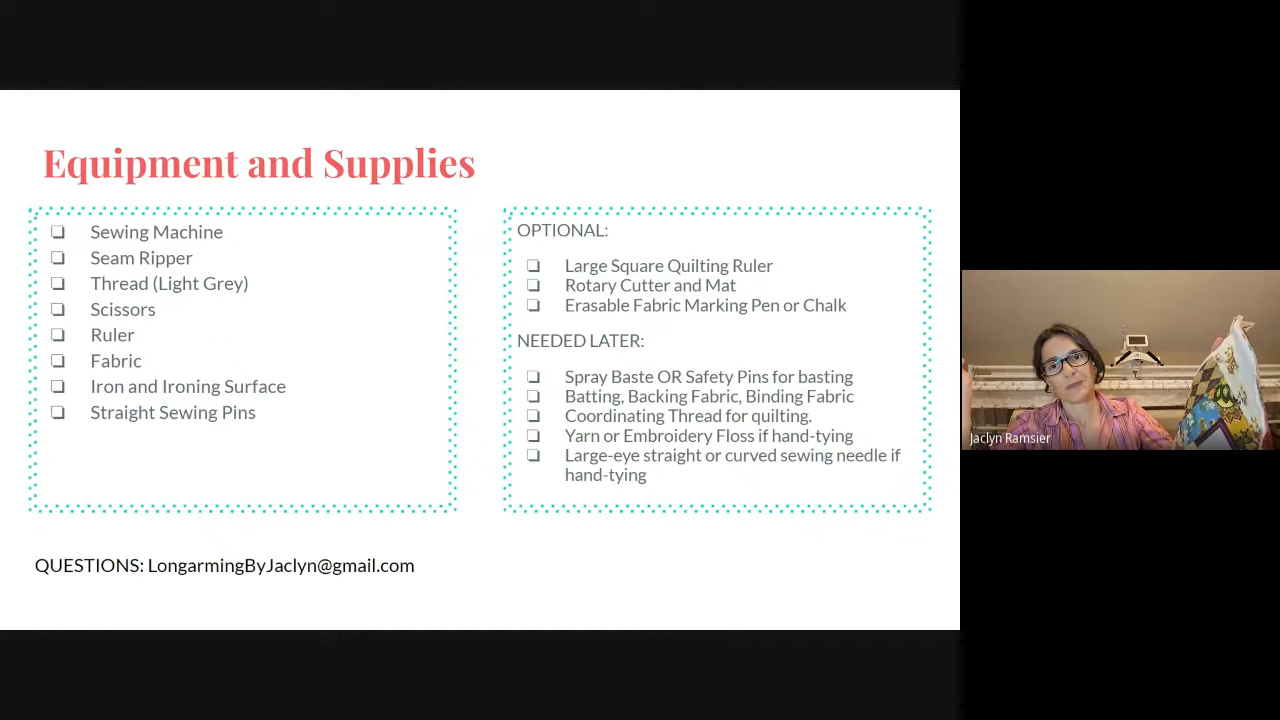 Equipment and Supplies
❏ Sewing Machine
❏ Seam Ripper
❏ Thread (Light Grey)
❏ Scissors
❏ Ruler
❏ Fabric
❏ Iron and Ironing Surface
❏ Straight Sewing Pins
OPTIONAL:
❏ Large Square Quilting Ruler
❏ Rotary Cutter and Mat
❏ Erasable Fabric Marking Pen or Chalk
NEEDED LATER:
❏ Spray Baste OR Safety Pins for basting
❏ Batting, Backing Fabric, Binding Fabric
❏ Coordinating Thread for quilting.
❏ Yarn or Embroidery Floss if hand-tying
❏ Large-eye straight or curved sewing needle if
hand-tying
QUESTIONS: LongarmingByJaclyn@gmail.com
Jaclyn Ramsier